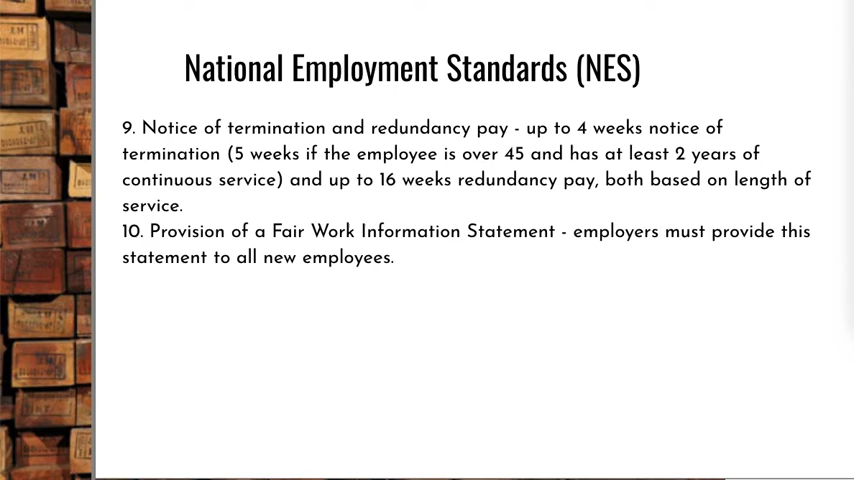 National Employment Standards (NES)
9. Notice of termination and redundancy pay - up to 4 weeks notice of
termination (5 weeks if the employee is over 45 and has at least 2 years of
continuous service) and up to 16 weeks redundancy pay, both based on length of
service.
10. Provision of a Fair Work Information Statement - employers must provide this
statement to all new employees.